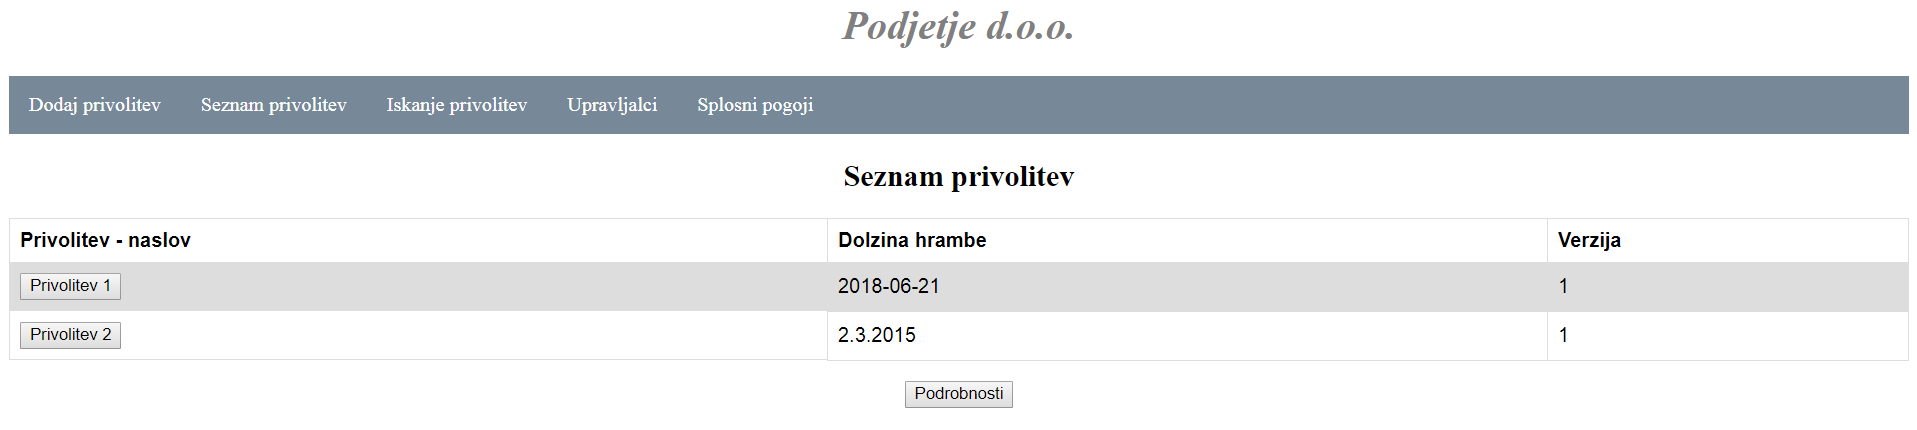 Podjetje d.o.o.
Dodaj privolitev Seznam privolitev Iskanje privolitev Upravljalci Splosni pogoji
Seznam privolitev
Privolitev - naslov Dolzina hrambe Verzija
Privolitev 1 2018-06-21 1
Privolitev 2 2.3.2015 1
Podrobnosti